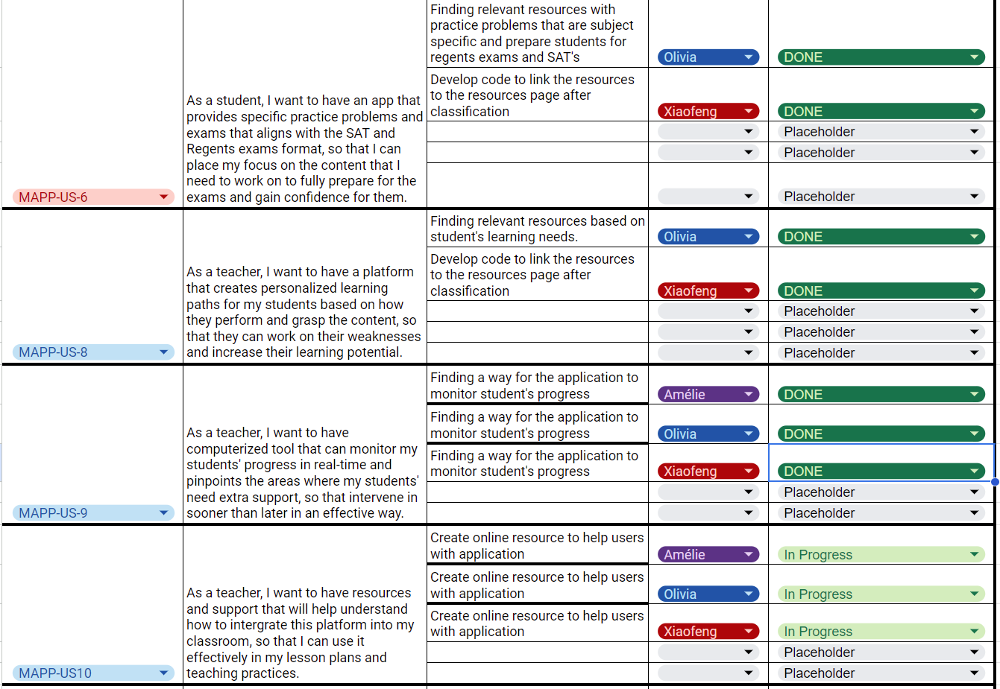 Finding relevant resources with
practice problems that are subject
specific and prepare students for
regents exams and SAT's
Olivia
DONE
Develop code to link the resources
to the resources page after
classification
Xiaofeng
DONE
Placeholder
Placeholder
Placeholder
MAPP-US-6
As a student, I want to have an app that
provides specific practice problems and
exams that aligns with the SAT and
Regents exams format, so that I can
place my focus on the content that I
need to work on to fully prepare for the
exams and gain confidence for them.
Finding relevant resources based on
student's learning needs.
Olivia
DONE
Develop code to link the resources
to the resources page after
classification
Xiaofeng
DONE
Placeholder
Placeholder
Placeholder
MAPP-US-8
As a teacher, I want to have a platform
that creates personalized learning
paths for my students based on how
they perform and grasp the content, so
that they can work on their weaknesses
and increase their learning potential.
Finding a way for the application to
monitor student's progress
Amélie
DONE
Finding a way for the application to
monitor student's progress
Olivia
DONE
Finding a way for the application to
monitor student's progress
Xiaofeng
DONE
Placeholder
Placeholder
MAPP-US-9
As a teacher, I want to have
computerized tool that can monitor my
students' progress in real-time and
pinpoints the areas where my students'
need extra support, so that intervene in
sooner than later in an effective way.
Create online resource to help users
with application
Amélie
In Progress
Create online resource to help users
with application
Olivia
In Progress
Create online resource to help users
with application
Xiaofeng
In Progress
Placeholder
Placeholder
MAPP-US10
As a teacher, I want to have resources
and support that will help understand
how to intergrate this platform into my
classroom, so that I can use it
effectively in my lesson plans and
teaching practices.